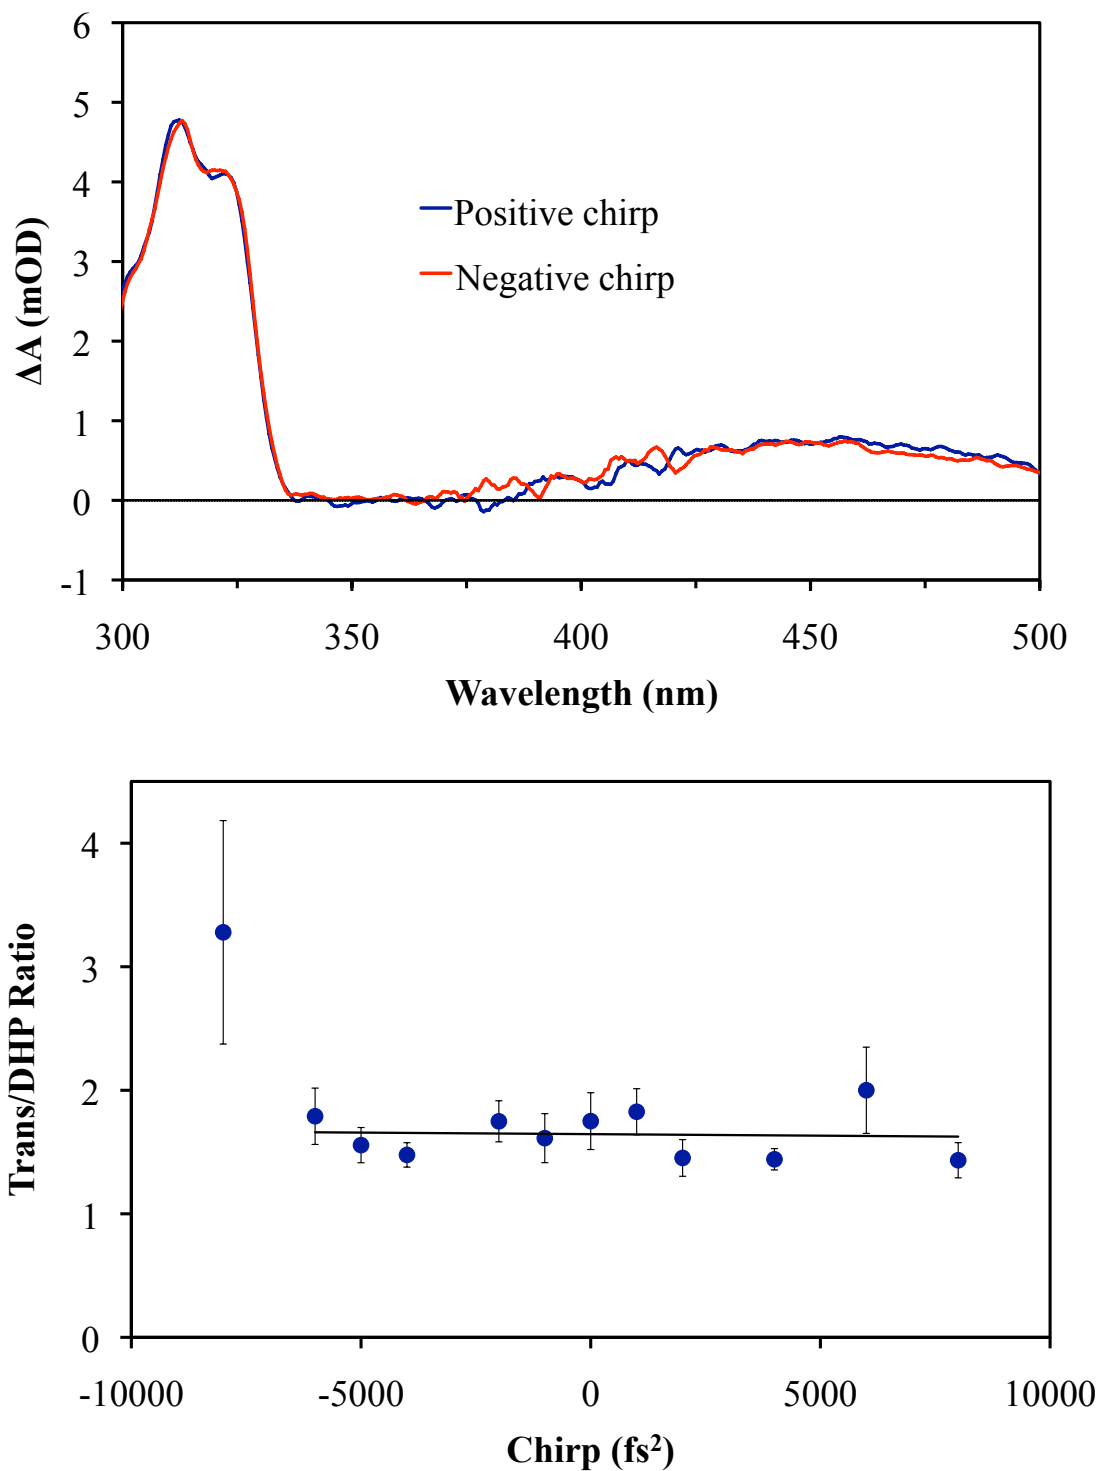 6
5
4
3
2
1
0
-1
ΔA (mOD)
Positive chirp
Negative chirp
300 350 400 450 500
Wavelength (nm)
4
3
2
1
0
Trans/DHP Ratio
-10000 -5000 0 5000 10000
Chirp (fs²)